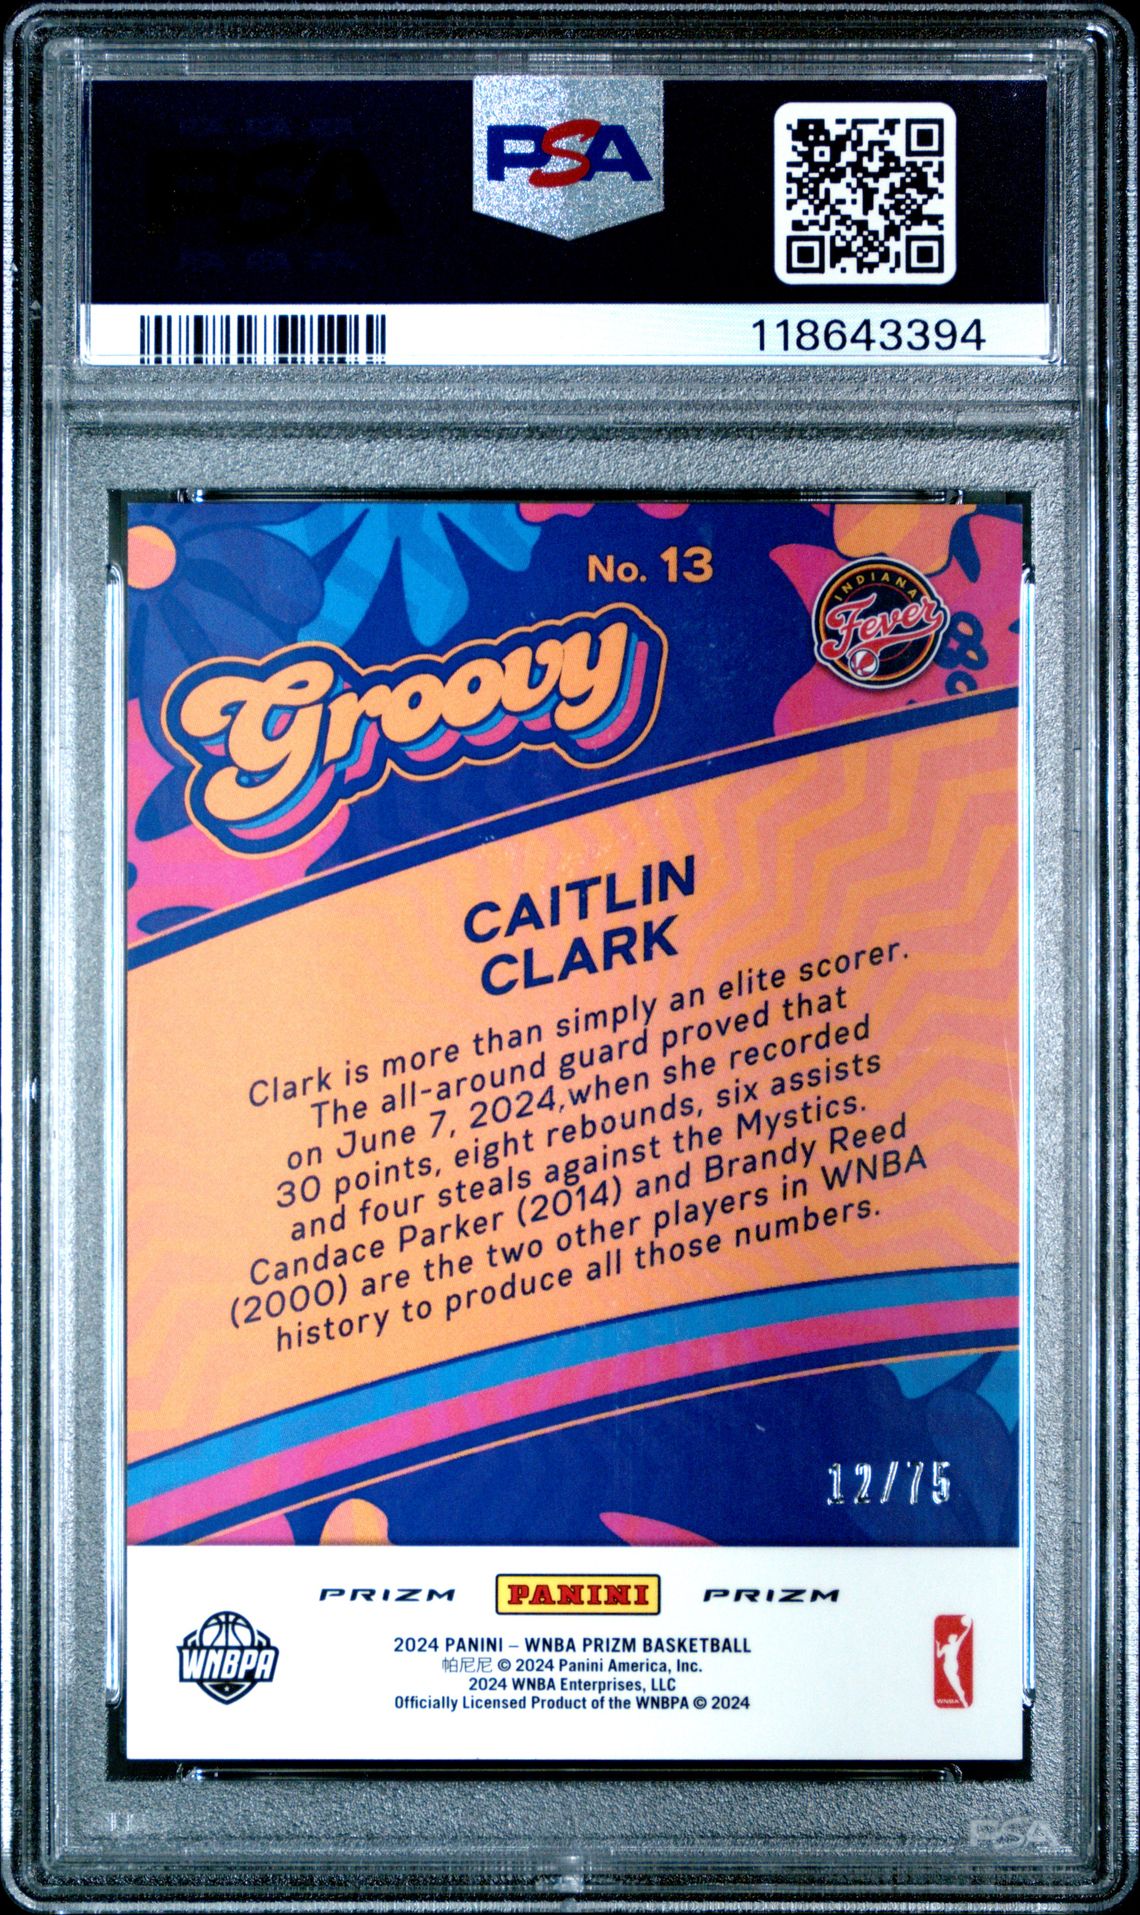 PSA
118643394
No. 13
INDIANA
Fever
Groovy
CAITLIN
CLARK
Clark is more than simply an elite scorer.
The all-around guard proved that
on June 7, 2024,when she recorded
30 points, eight rebounds, six assists
and four steals against the Mystics.
Candace Parker (2014) and Brandy Reed
(2000) are the two other players in WNBA
history to produce all those numbers.
12/75
PRIZM PANINI PRIZM
WNBPA
2024 PANINI – WNBA PRIZM BASKETBALL
帕尼尼 © 2024 Panini America, Inc.
2024 WNBA Enterprises, LLC
Officially Licensed Product of the WNBPA © 2024
WNBA
PSA